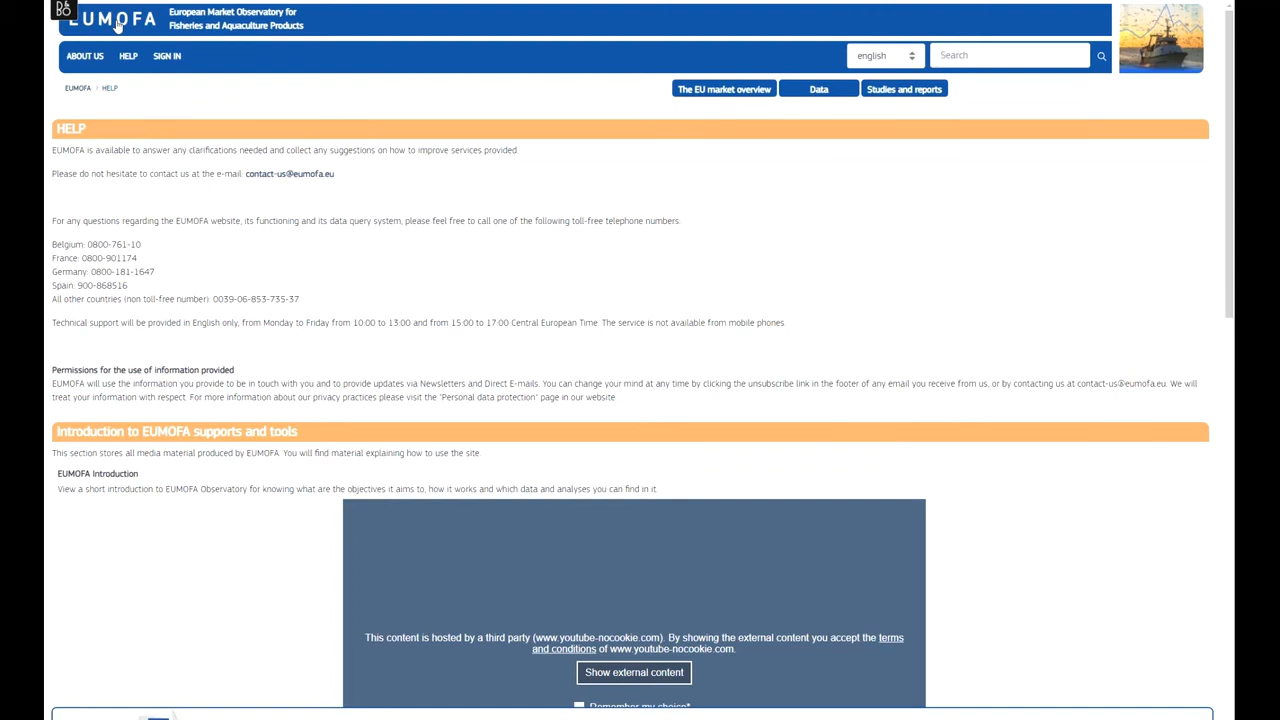 B&O
EUMOFA
European Market Observatory for
Fisheries and Aquaculture Products
ABOUT US HELP SIGN IN
english
Search
EUMOFA > HELP
The EU market overview
Data
Studies and reports
HELP
EUMOFA is available to answer any clarifications needed and collect any suggestions on how to improve services provided.
Please do not hesitate to contact us at the e-mail: contact-us@eumofa.eu
For any questions regarding the EUMOFA website, its functioning and its data query system, please feel free to call one of the following toll-free telephone numbers.
Belgium: 0800-761-10
France: 0800-901174
Germany: 0800-181-1647
Spain: 900-868516
All other countries (non toll-free number): 0039-06-853-735-37
Technical support will be provided in English only, from Monday to Friday from 10:00 to 13:00 and from 15:00 to 17:00 Central European Time. The service is not available from mobile phones.
Permissions for the use of information provided
EUMOFA will use the information you provide to be in touch with you and to provide updates via Newsletters and Direct E-mails. You can change your mind at any time by clicking the unsubscribe link in the footer of any email you receive from us, or by contacting us at contact-us@eumofa.eu. We will
treat your information with respect. For more information about our privacy practices please visit the "Personal data protection" page in our website
Introduction to EUMOFA supports and tools
This section stores all media material produced by EUMOFA. You will find material explaining how to use the site.
EUMOFA Introduction
View a short introduction to EUMOFA Observatory for knowing what are the objectives it aims to, how it works and which data and analyses you can find in it.
This content is hosted by a third party (www.youtube-nocookie.com). By showing the external content you accept the terms
and conditions of www.youtube-nocookie.com.
Show external content
Remember my choice*